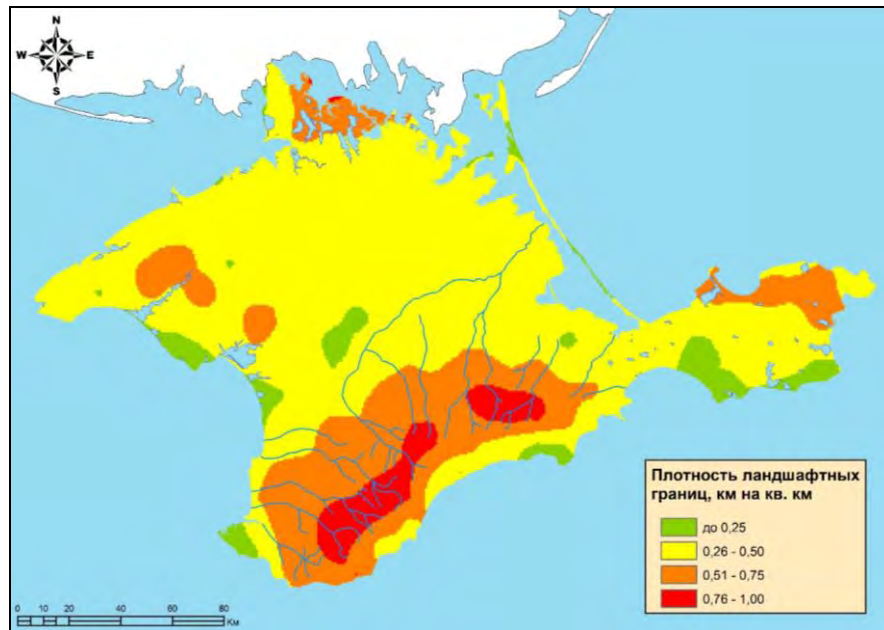 N
W E
S
Плотность ландшафтных
границ, км на кв. км
до 0,25
0,26 - 0,50
0,51 - 0,75
0,76 - 1,00
0 10 20 40 60 80
Км